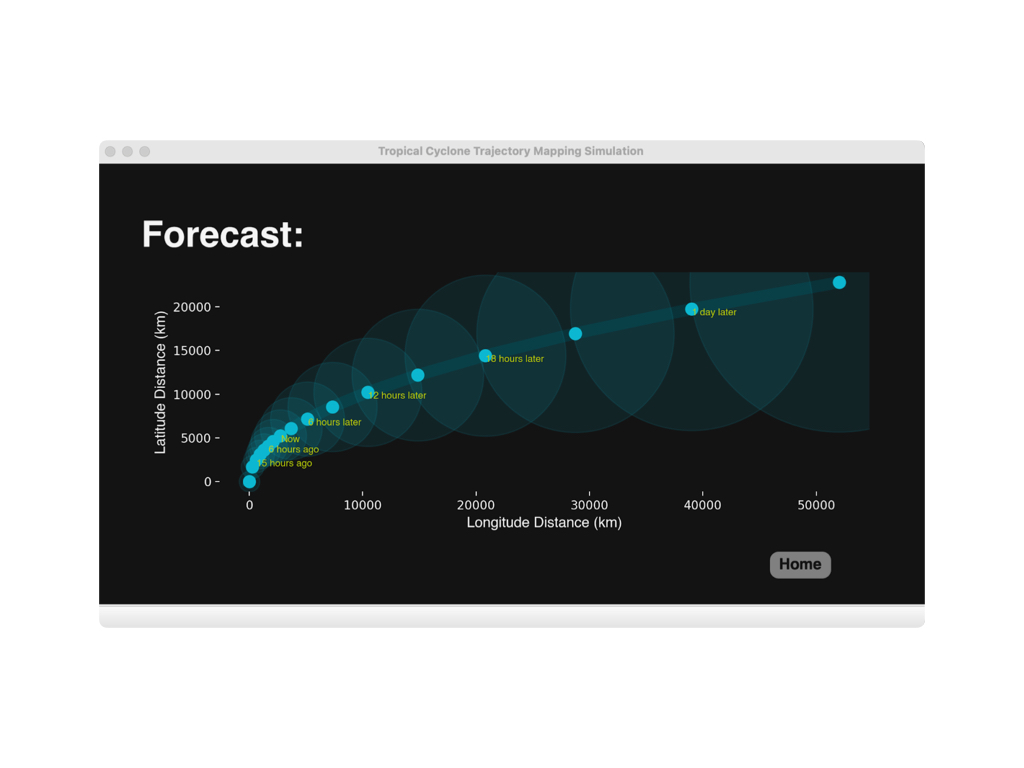 Tropical Cyclone Trajectory Mapping Simulation
Forecast:
Latitude Distance (km)
20000
15000
10000
5000
0
1 day later
18 hours later
12 hours later
6 hours later
Now
6 hours ago
15 hours ago
0 10000 20000 30000 40000 50000
Longitude Distance (km)
Home